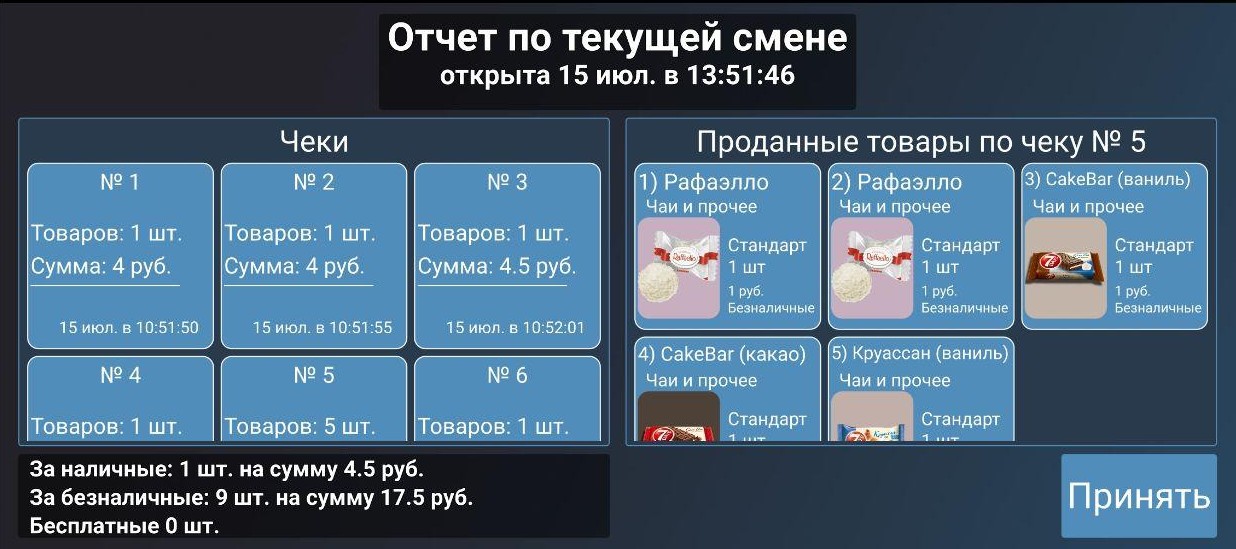 Отчет по текущей смене
открыта 15 июл. в 13:51:46
Чеки
№ 1
Товаров: 1 шт.
Сумма: 4 руб.
15 июл. в 10:51:50
№ 2
Товаров: 1 шт.
Сумма: 4 руб.
15 июл. в 10:51:55
№ 3
Товаров: 1 шт.
Сумма: 4.5 руб.
15 июл. в 10:52:01
№ 4
Товаров: 1 шт.
№ 5
Товаров: 5 шт.
№ 6
Товаров: 1 шт.
Проданные товары по чеку № 5
1) Рафаэлло
Чаи и прочее
Raffaello
Стандарт
1 шт
1 руб.
Безналичные
2) Рафаэлло
Чаи и прочее
Raffaello
Стандарт
1 шт
1 руб.
Безналичные
3) CakeBar (ваниль)
Чаи и прочее
Стандарт
1 шт
1 руб.
Безналичные
4) CakeBar (какао)
Чаи и прочее
Стандарт
1 шт
5) Круассан (ваниль)
Чаи и прочее
Стандарт
1 шт
За наличные: 1 шт. на сумму 4.5 руб.
За безналичные: 9 шт. на сумму 17.5 руб.
Бесплатные 0 шт.
Принять